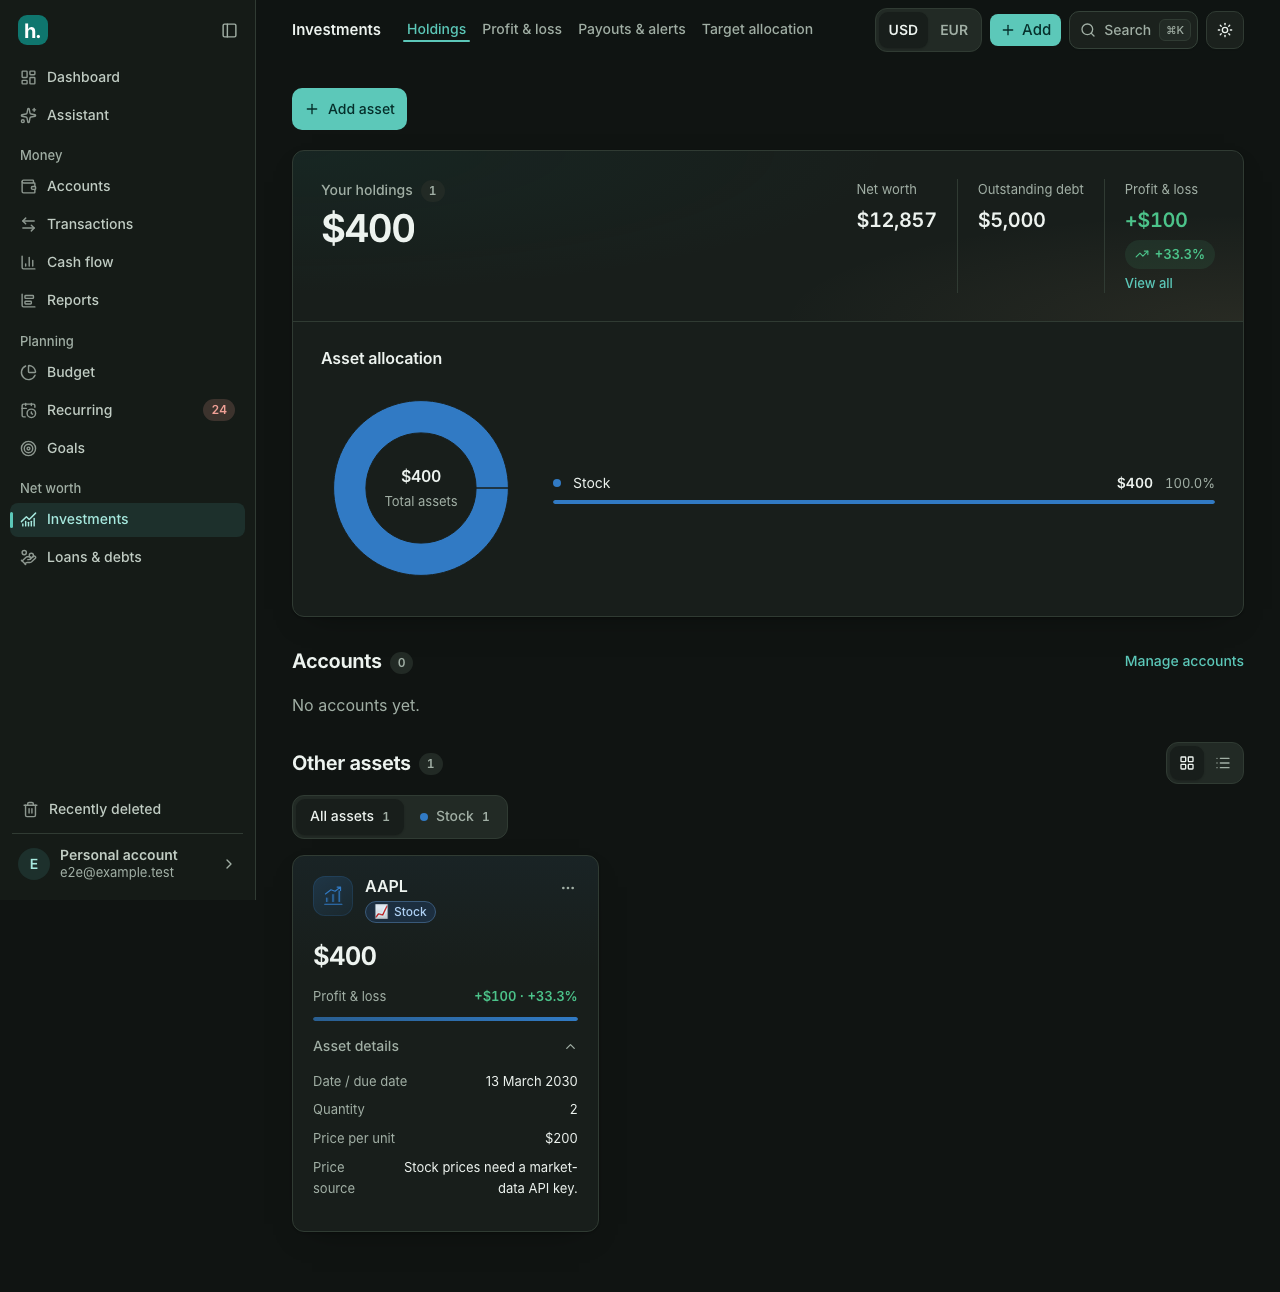 h.
Dashboard
Assistant
Money
Accounts
Transactions
Cash flow
Reports
Planning
Budget
Recurring 24
Goals
Net worth
Investments
Loans & debts
Recently deleted
E
Personal account
e2e@example.test
Investments Holdings Profit & loss Payouts & alerts Target allocation USD EUR + Add Search ⌘K
+ Add asset
Your holdings 1
$400
Net worth
$12,857
Outstanding debt
$5,000
Profit & loss
+$100
+33.3%
View all
Asset allocation
$400
Total assets
Stock $400 100.0%
Accounts 0
Manage accounts
No accounts yet.
Other assets 1
All assets 1 Stock 1
AAPL
Stock
$400
Profit & loss +$100 · +33.3%
Asset details
Date / due date 13 March 2030
Quantity 2
Price per unit $200
Price source Stock prices need a market-
data API key.